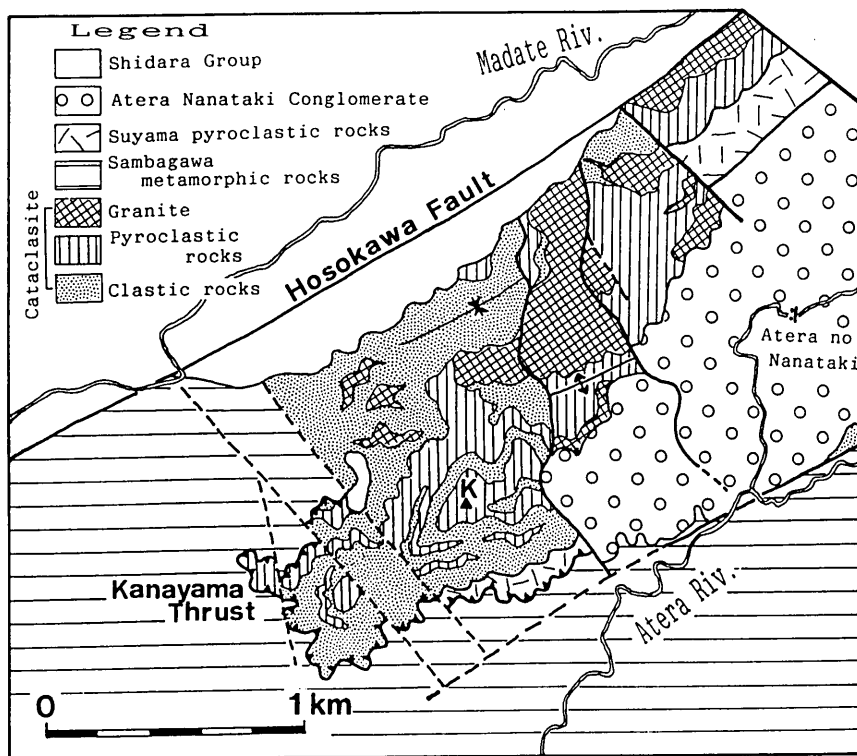 Legend
Shidara Group
Atera Nanataki Conglomerate
Suyama pyroclastic rocks
Sambagawa
metamorphic rocks
Cataclasite
Granite
Pyroclastic
rocks
Clastic rocks
Madate Riv.
Hosokawa Fault
Atera no
Nanataki
K
Kanayama
Thrust
Atera Riv.
0 1 km